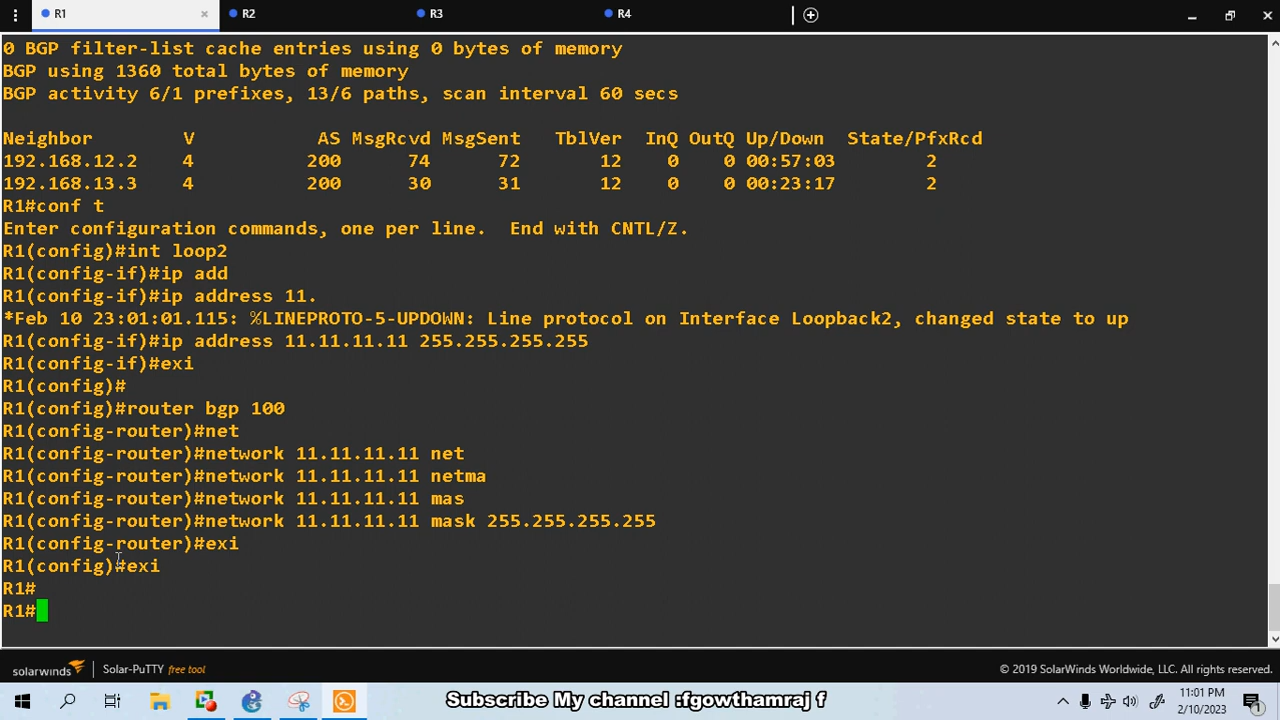 R1
R2
R3
R4
0 BGP filter-list cache entries using 0 bytes of memory
BGP using 1360 total bytes of memory
BGP activity 6/1 prefixes, 13/6 paths, scan interval 60 secs
Neighbor V AS MsgRcvd MsgSent TblVer InQ OutQ Up/Down State/PfxRcd
192.168.12.2 4 200 74 72 12 0 0 00:57:03 2
192.168.13.3 4 200 30 31 12 0 0 00:23:17 2
R1#conf t
Enter configuration commands, one per line. End with CNTL/Z.
R1(config)#int loop2
R1(config-if)#ip add
R1(config-if)#ip address 11.
*Feb 10 23:01:01.115: %LINEPROTO-5-UPDOWN: Line protocol on Interface Loopback2, changed state to up
R1(config-if)#ip address 11.11.11.11 255.255.255.255
R1(config-if)#exi
R1(config)#
R1(config)#router bgp 100
R1(config-router)#net
R1(config-router)#network 11.11.11.11 net
R1(config-router)#network 11.11.11.11 netma
R1(config-router)#network 11.11.11.11 mas
R1(config-router)#network 11.11.11.11 mask 255.255.255.255
R1(config-router)#exi
R1(config)#exi
R1#
R1#
solarwinds Solar-PuTTY free tool © 2019 SolarWinds Worldwide, LLC. All rights reserved.
Subscribe My channel :fgowthamraj f
11:01 PM
2/10/2023
1